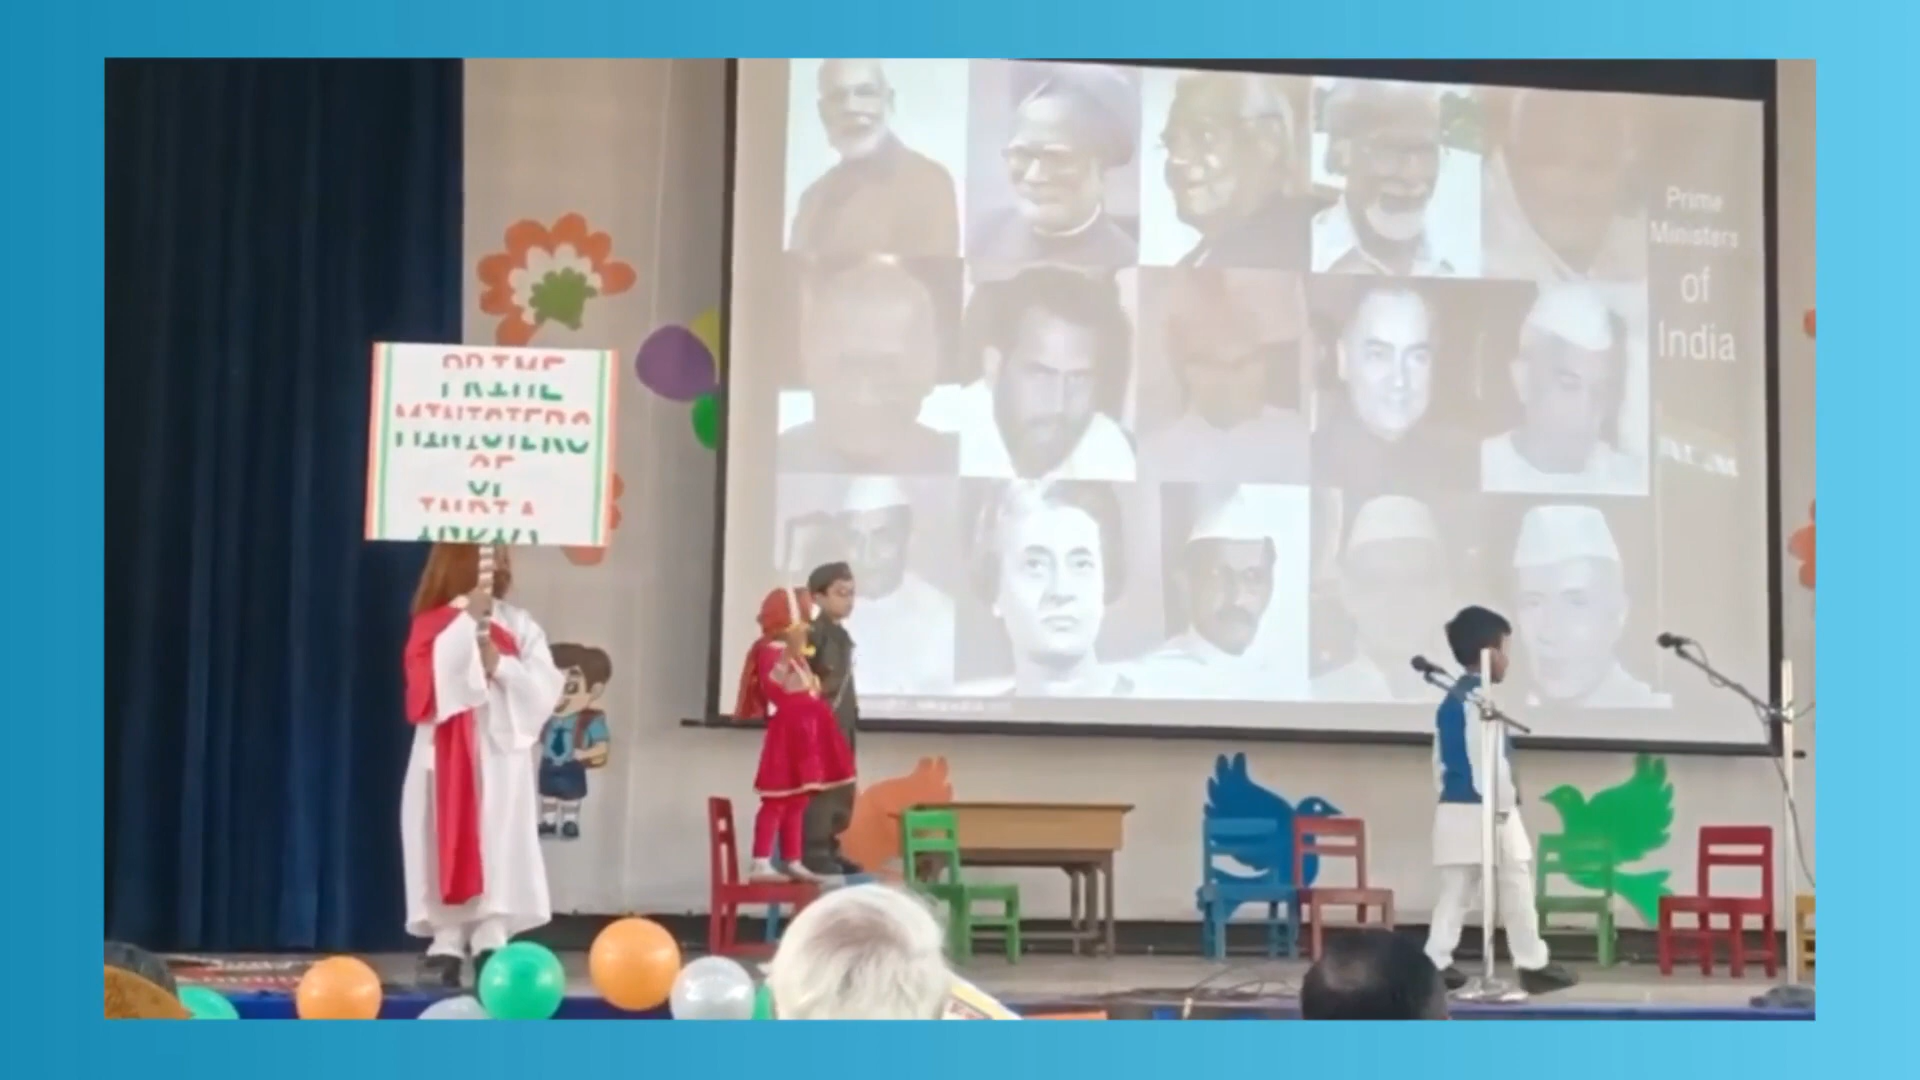 PRIME
MINISTERS
OF
INDIA
Prime
Ministers
of
India